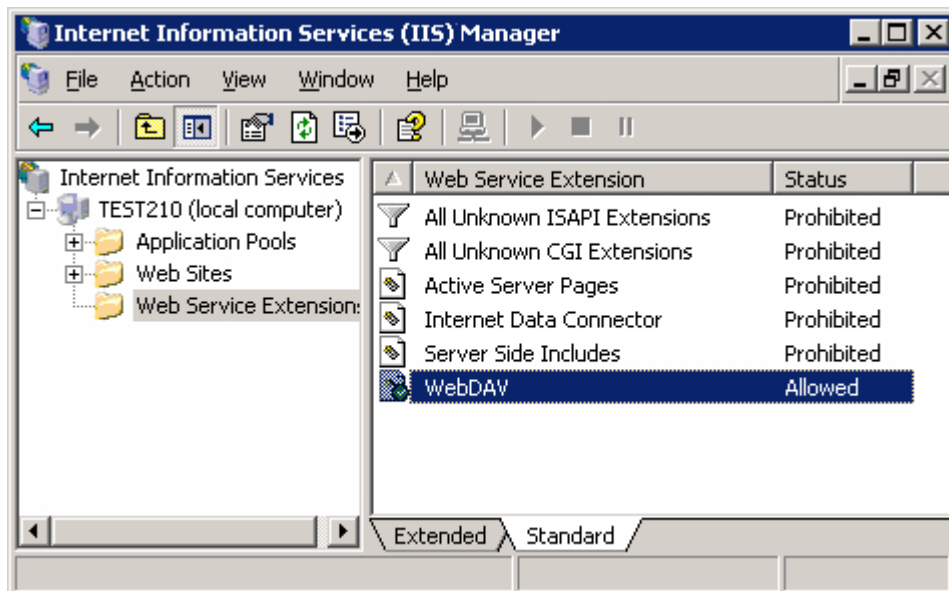 Internet Information Services (IIS) Manager
File Action View Window Help
Internet Information Services
TEST210 (local computer)
Application Pools
Web Sites
Web Service Extension:
Web Service Extension Status
All Unknown ISAPI Extensions Prohibited
All Unknown CGI Extensions Prohibited
Active Server Pages Prohibited
Internet Data Connector Prohibited
Server Side Includes Prohibited
WebDAV Allowed
Extended Standard